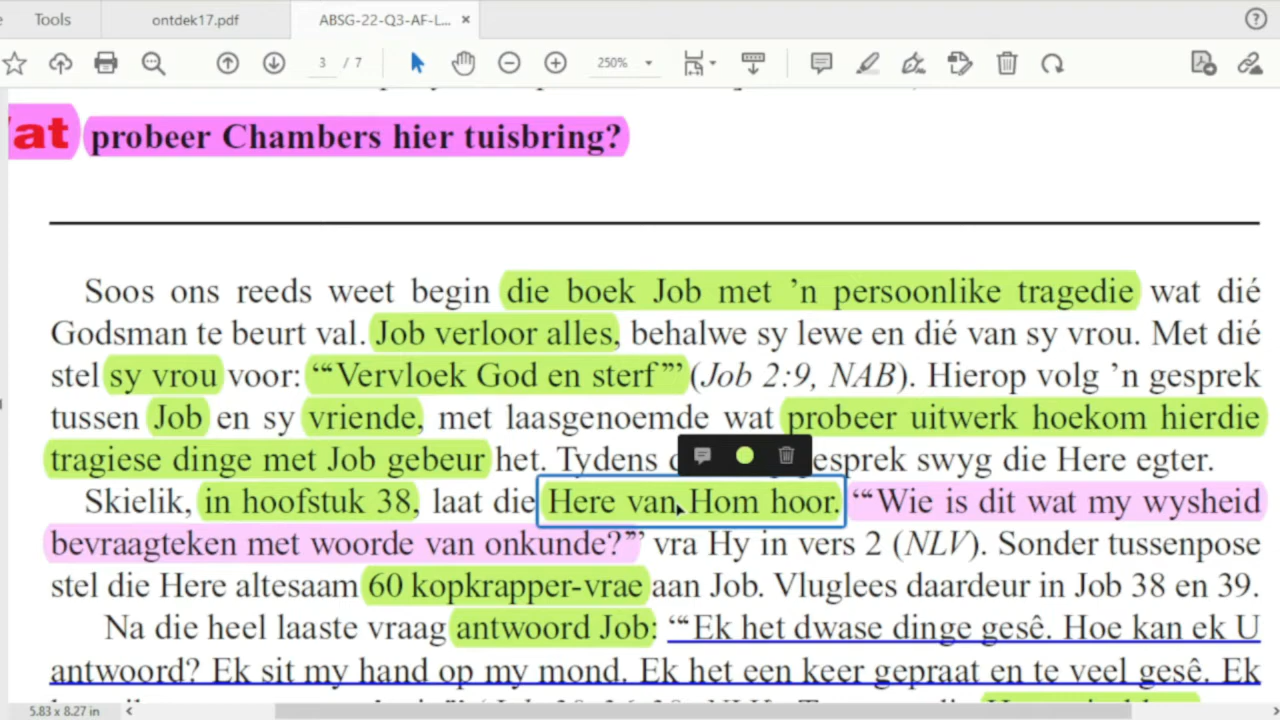 Tools
ontdek17.pdf
ABSG-22-Q3-AF-L...
3 / 7
250%
at probeer Chambers hier tuisbring?
Soos ons reeds weet begin die boek Job met ’n persoonlike tragedie wat dié
Godsman te beurt val. Job verloor alles, behalwe sy lewe en dié van sy vrou. Met dié
stel sy vrou voor: “‘Vervloek God en sterf’” (Job 2:9, NAB). Hierop volg ’n gesprek
tussen Job en sy vriende, met laasgenoemde wat probeer uitwerk hoekom hierdie
tragiese dinge met Job gebeur het. Tydens esprek swyg die Here egter.
Skielik, in hoofstuk 38, laat die Here van Hom hoor. “‘Wie is dit wat my wysheid
bevraagteken met woorde van onkunde?’” vra Hy in vers 2 (NLV). Sonder tussenpose
stel die Here altesaam 60 kopkrapper-vrae aan Job. Vluglees daardeur in Job 38 en 39.
Na die heel laaste vraag antwoord Job: “‘Ek het dwase dinge gesê. Hoe kan ek U
antwoord? Ek sit my hand op my mond. Ek het een keer gepraat en te veel gesê. Ek
5.83 x 8.27 in